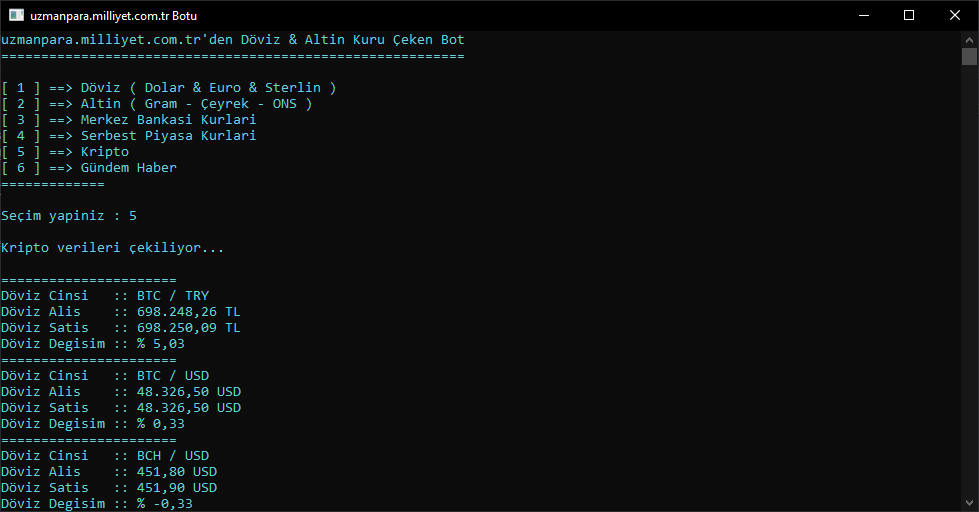 uzmanpara.milliyet.com.tr Botu
uzmanpara.milliyet.com.tr'den Döviz & Altin Kuru Çeken Bot
==========================================================
[ 1 ] ==> Döviz ( Dolar & Euro & Sterlin )
[ 2 ] ==> Altin ( Gram - Çeyrek - ONS )
[ 3 ] ==> Merkez Bankasi Kurlari
[ 4 ] ==> Serbest Piyasa Kurlari
[ 5 ] ==> Kripto
[ 6 ] ==> Gündem Haber
=============
Seçim yapiniz : 5
Kripto verileri çekiliyor...
======================
Döviz Cinsi   :: BTC / TRY
Döviz Alis    :: 698.248,26 TL
Döviz Satis   :: 698.250,09 TL
Döviz Degisim :: % 5,03
======================
Döviz Cinsi   :: BTC / USD
Döviz Alis    :: 48.326,50 USD
Döviz Satis   :: 48.326,50 USD
Döviz Degisim :: % 0,33
======================
Döviz Cinsi   :: BCH / USD
Döviz Alis    :: 451,80 USD
Döviz Satis   :: 451,90 USD
Döviz Degisim :: % -0,33